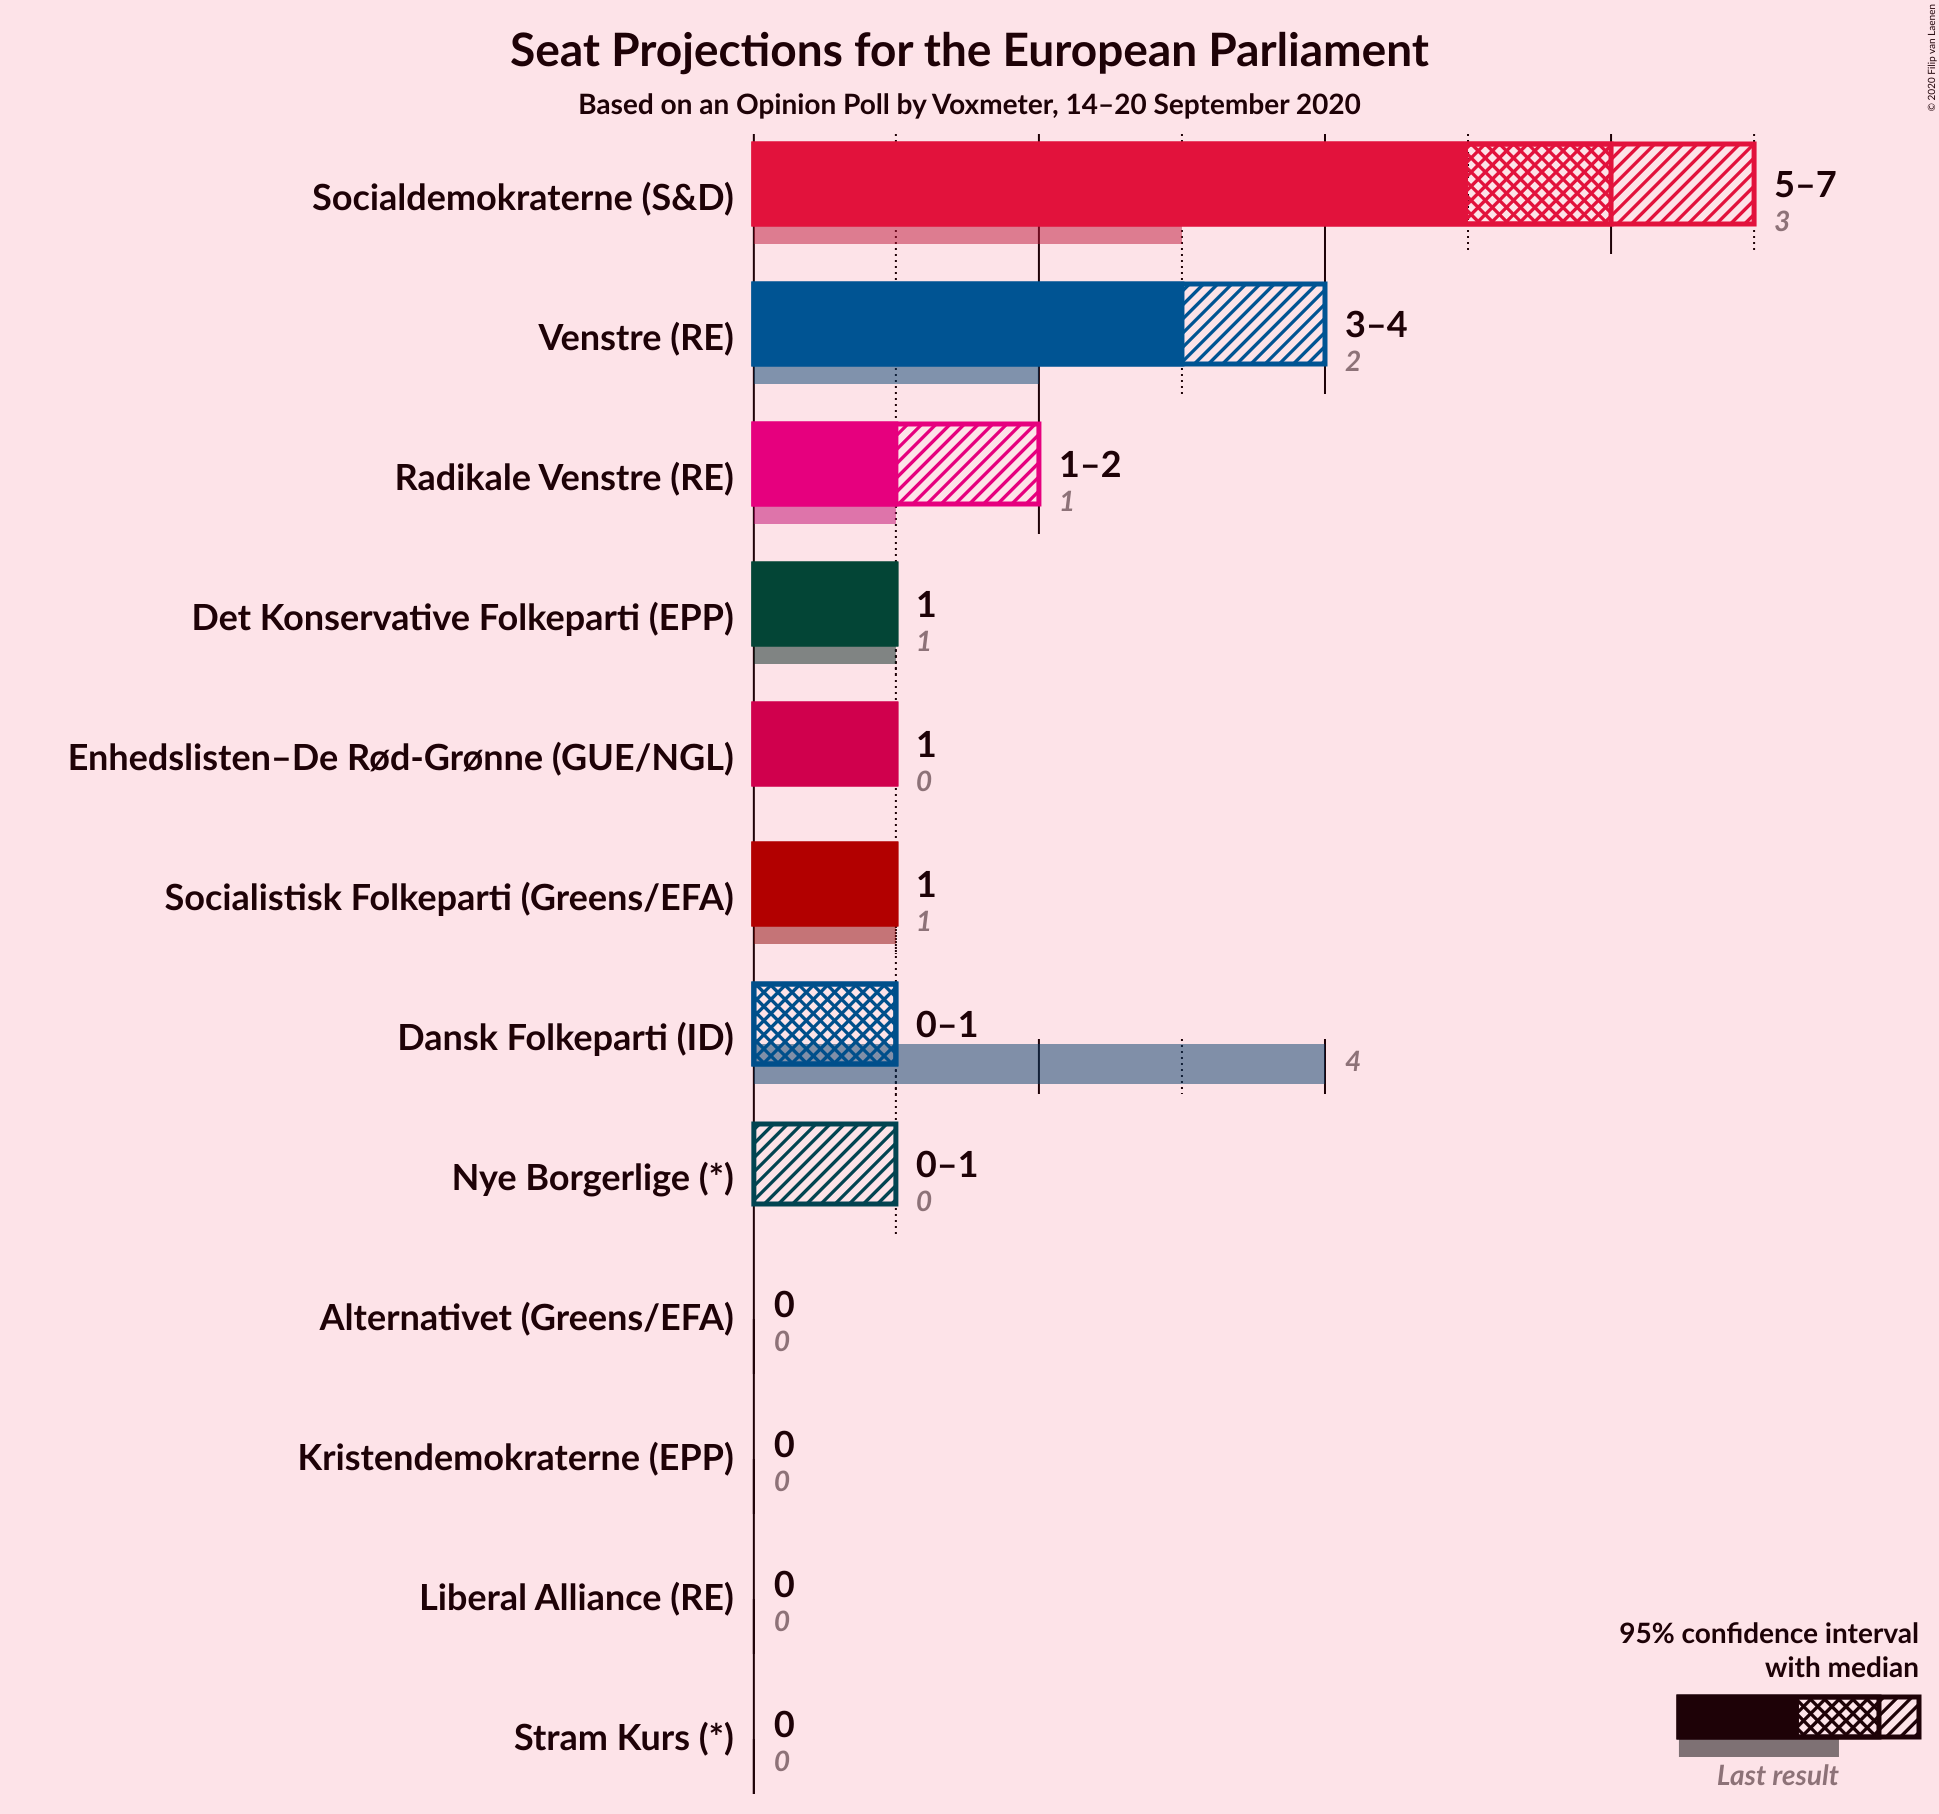 Seat Projections for the European Parliament
Based on an Opinion Poll by Voxmeter, 14–20 September 2020
© 2020 Filip van Laenen
Socialdemokraterne (S&D)
5–7
3
Venstre (RE)
3–4
2
Radikale Venstre (RE)
1–2
1
Det Konservative Folkeparti (EPP)
1
1
Enhedslisten–De Rød-Grønne (GUE/NGL)
1
0
Socialistisk Folkeparti (Greens/EFA)
1
1
Dansk Folkeparti (ID)
0–1
4
Nye Borgerlige (*)
0–1
0
Alternativet (Greens/EFA)
0
0
Kristendemokraterne (EPP)
0
0
Liberal Alliance (RE)
0
0
Stram Kurs (*)
0
0
95% confidence interval
with median
Last result